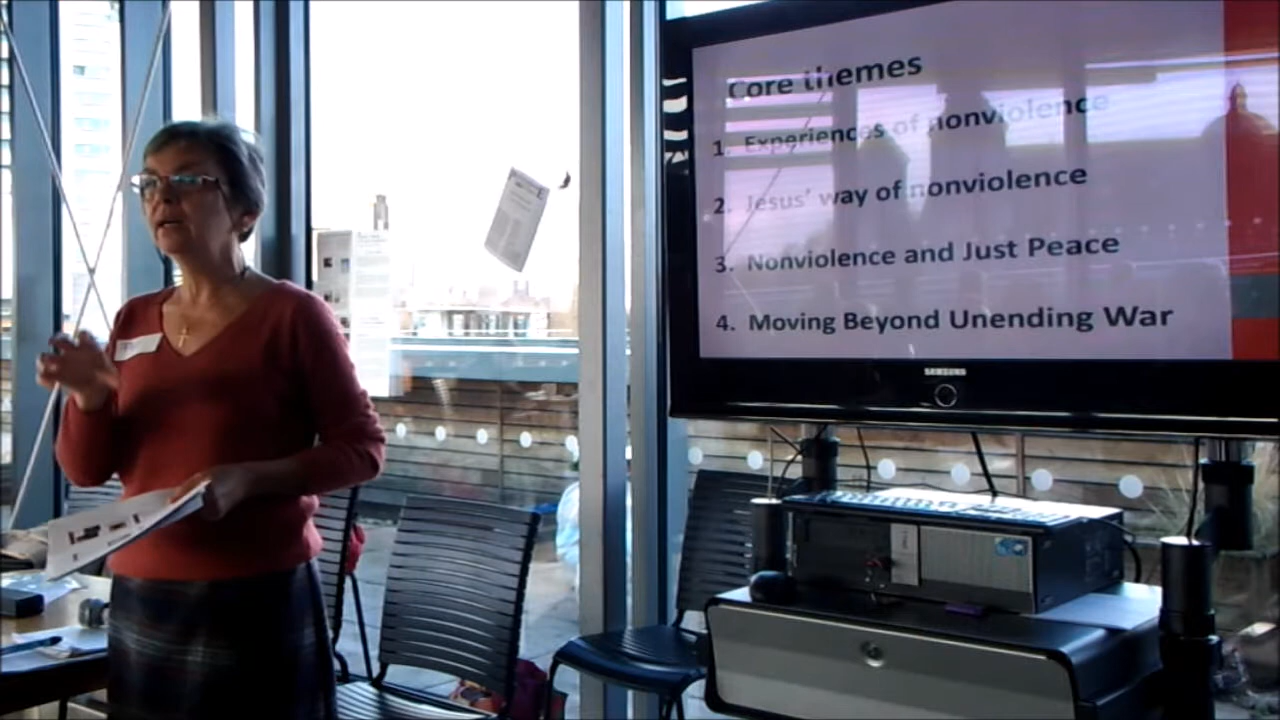 Core themes
1. Experiences of nonviolence
2. Jesus' way of nonviolence
3. Nonviolence and Just Peace
4. Moving Beyond Unending War
SAMSUNG